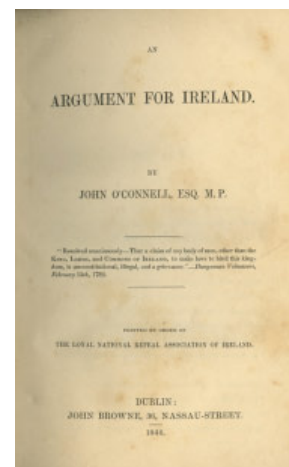 AN
ARGUMENT FOR IRELAND.
BY
JOHN O'CONNELL, ESQ. M. P.
"Resolved unanimously—That a claim of any body of men, other than the
KING, LORDS, and COMMONS OF IRELAND, to make laws to bind this king-
dom, is unconstitutional, illegal, and a grievance."—Dungannon Volunteers,
February 15th, 1782.
PRINTED BY ORDER OF
THE LOYAL NATIONAL REPEAL ASSOCIATION OF IRELAND.
DUBLIN:
JOHN BROWNE, 36, NASSAU-STREET.